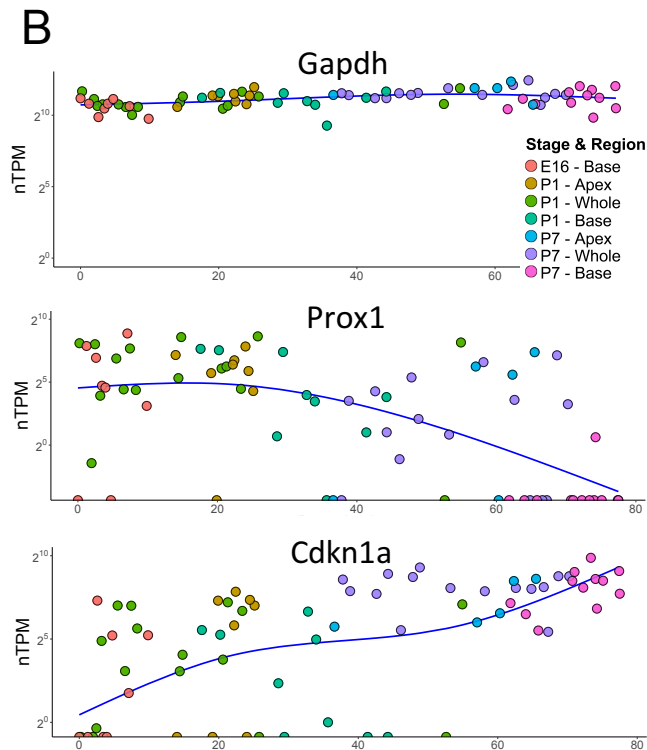 B
Gapdh
nTPM
2^10
2^5
2^0
0 20 40 60
Stage & Region
E16 - Base
P1 - Apex
P1 - Whole
P1 - Base
P7 - Apex
P7 - Whole
P7 - Base
Prox1
nTPM
2^10
2^5
2^0
0 20 40 60 80
Cdkn1a
nTPM
2^10
2^5
2^0
0 20 40 60 80